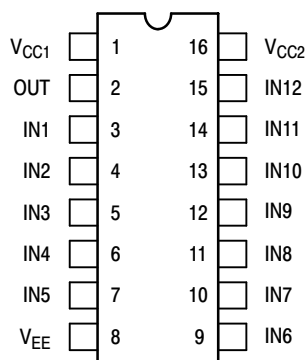 VCC1 1 16 VCC2
OUT 2 15 IN12
IN1 3 14 IN11
IN2 4 13 IN10
IN3 5 12 IN9
IN4 6 11 IN8
IN5 7 10 IN7
VEE 8 9 IN6